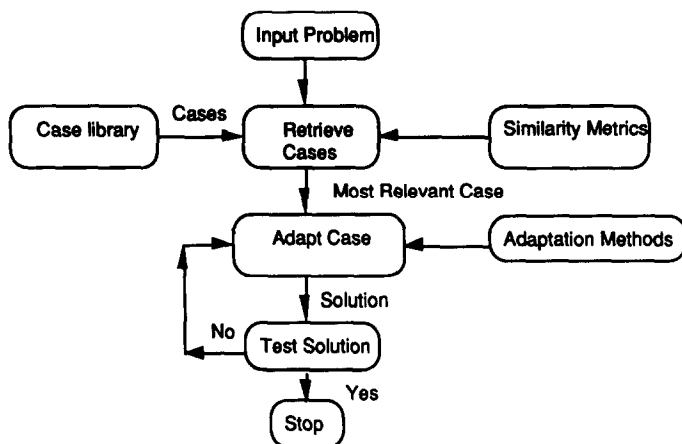 Input Problem
Cases
Case library
Retrieve
Cases
Similarity Metrics
Most Relevant Case
Adapt Case
Adaptation Methods
Solution
No
Test Solution
Yes
Stop